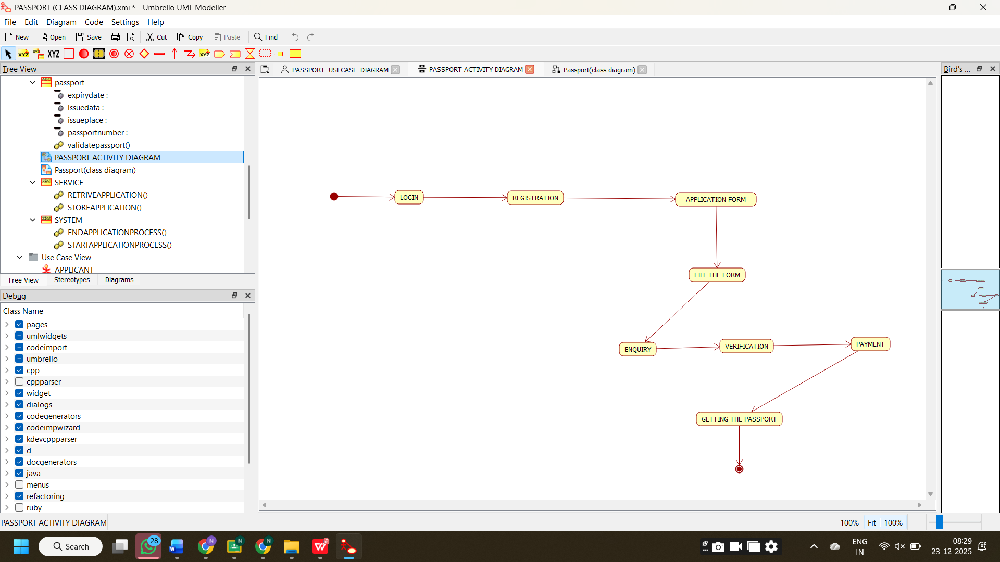 PASSPORT (CLASS DIAGRAM).xmi * - Umbrello UML Modeller
File Edit Diagram Code Settings Help
New Open Save Cut Copy Paste Find
XYZ XYZ XYZ XYZ
Tree View
passport
expirydate :
Issuedata :
issueplace :
passportnumber :
validatepassport()
PASSPORT ACTIVITY DIAGRAM
Passport(class diagram)
SERVICE
RETRIVEAPPLICATION()
STOREAPPLICATION()
SYSTEM
ENDAPPLICATIONPROCESS()
STARTAPPLICATIONPROCESS()
Use Case View
APPLICANT
Tree View Stereotypes Diagrams
Debug
Class Name
pages
umlwidgets
codeimport
umbrello
cpp
cppparser
widget
dialogs
codegenerators
codeimpwizard
kdevcppparser
d
docgenerators
java
menus
refactoring
ruby
PASSPORT_USECASE_DIAGRAM PASSPORT ACTIVITY DIAGRAM Passport(class diagram)
LOGIN REGISTRATION APPLICATION FORM
FILL THE FORM
ENQUIRY VERIFICATION PAYMENT
GETTING THE PASSPORT
Bird's ...
PASSPORT ACTIVITY DIAGRAM
100% Fit 100%
Search
28
N N N
ENG
IN
08:29
23-12-2025